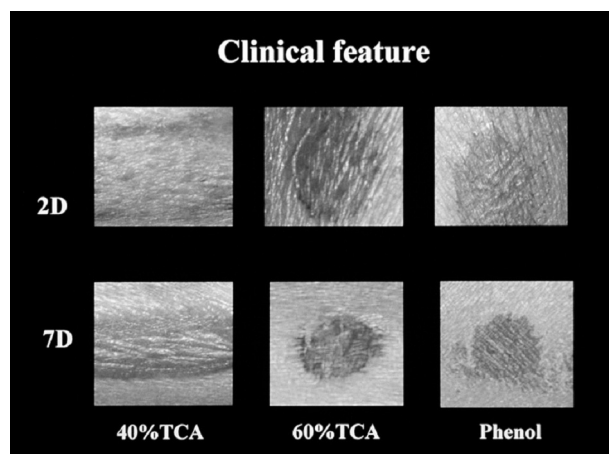 Clinical feature
2D
7D
40%TCA
60%TCA
Phenol